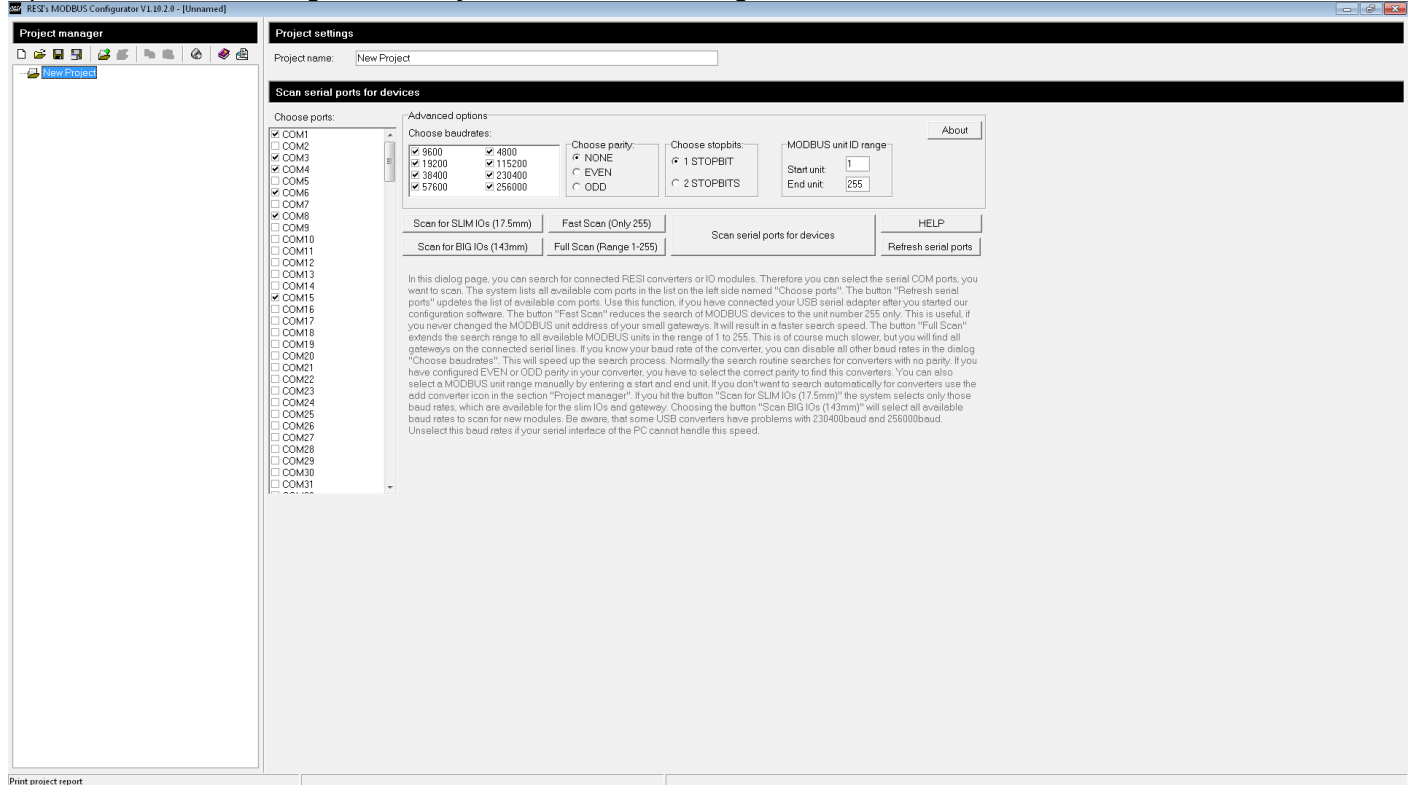 RESI's MODBUS Configurator V1.10.2.0 - [Unnamed]
Project manager
Project settings
Project name:
New Project
New Project
Scan serial ports for devices
Choose ports:
COM1
COM2
COM3
COM4
COM5
COM6
COM7
COM8
COM9
COM10
COM11
COM12
COM13
COM14
COM15
COM16
COM17
COM18
COM19
COM20
COM21
COM22
COM23
COM24
COM25
COM26
COM27
COM28
COM29
COM30
COM31
Advanced options
Choose baudrates:
9600 4800
19200 115200
38400 230400
57600 256000
Choose parity:
NONE
EVEN
ODD
Choose stopbits:
1 STOPBIT
2 STOPBITS
MODBUS unit ID range
Start unit: 1
End unit: 255
About
Scan for SLIM IOs (17.5mm)
Fast Scan (Only 255)
Scan serial ports for devices
HELP
Scan for BIG IOs (143mm)
Full Scan (Range 1-255)
Refresh serial ports
In this dialog page, you can search for connected RESI converters or IO modules. Therefore you can select the serial COM ports, you
want to scan. The system lists all available com ports in the list on the left side named "Choose ports". The button "Refresh serial
ports" updates the list of available com ports. Use this function, if you have connected your USB serial adapter after you started our
configuration software. The button "Fast Scan" reduces the search of MODBUS devices to the unit number 255 only. This is useful, if
you never changed the MODBUS unit address of your small gateways. It will result in a faster search speed. The button "Full Scan"
extends the search range to all available MODBUS units in the range of 1 to 255. This is of course much slower, but you will find all
gateways on the connected serial lines. If you know your baud rate of the converter, you can disable all other baud rates in the dialog
"Choose baudrates". This will speed up the search process. Normally the search routine searches for converters with no parity. If you
have configured EVEN or ODD parity in your converter, you have to select the correct parity to find this converters. You can also
select a MODBUS unit range manually by entering a start and end unit. If you don't want to search automatically for converters use the
add converter icon in the section "Project manager". If you hit the button "Scan for SLIM IOs (17.5mm)" the system selects only those
baud rates, which are available for the slim IOs and gateway. Choosing the button "Scan BIG IOs (143mm)" will select all available
baud rates to scan for new modules. Be aware, that some USB converters have problems with 230400baud and 256000baud.
Unselect this baud rates if your serial interface of the PC cannot handle this speed.
Print project report